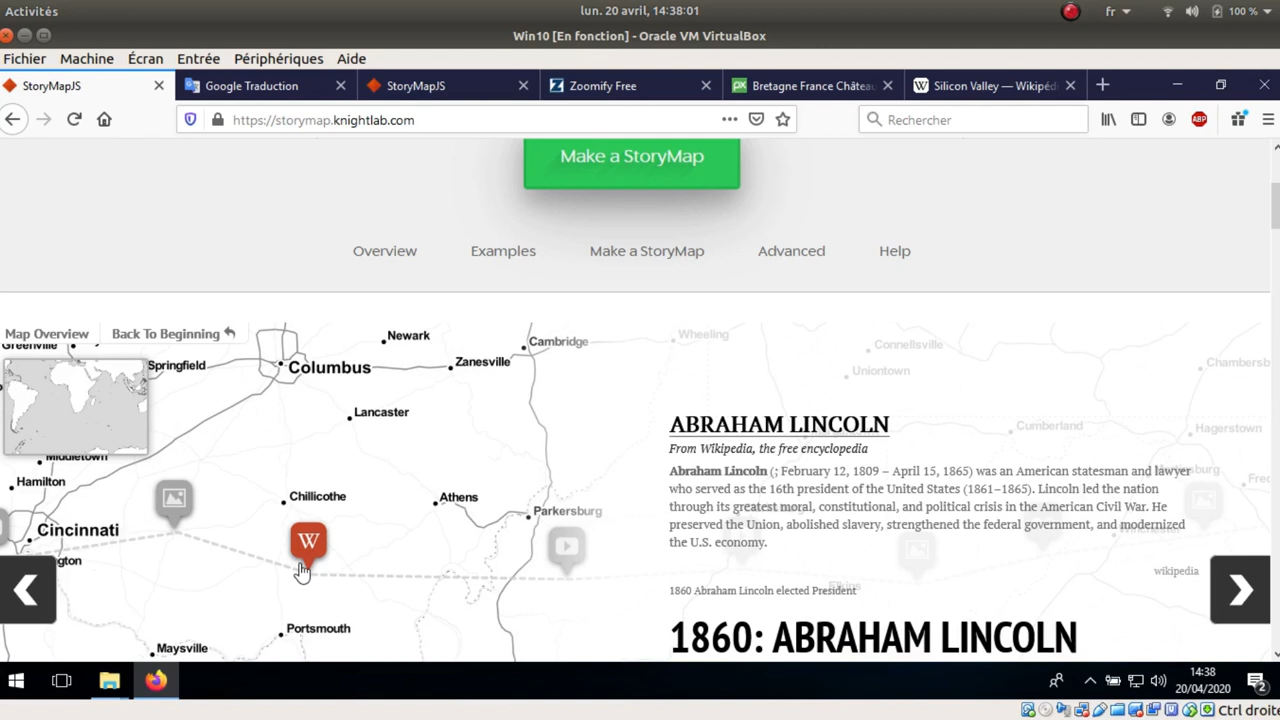 Activités
lun. 20 avril, 14:38:01
fr
100 %
Win10 [En fonction] - Oracle VM VirtualBox
Fichier Machine Écran Entrée Périphériques Aide
StoryMapJS
Google Traduction
StoryMapJS
Zoomify Free
Bretagne France Château
Silicon Valley — Wikipéd
https://storymap.knightlab.com
Rechercher
ABP
Make a StoryMap
Overview Examples Make a StoryMap Advanced Help
Map Overview
Back To Beginning
Greenville
Springfield
Columbus
Newark
Zanesville
Cambridge
Wheeling
Connellsville
Uniontown
Chambersb
Lancaster
Cumberland
Hagerstown
Middletown
Hamilton
Cincinnati
ngton
Chillicothe
Athens
Parkersburg
W
Portsmouth
Maysville
Elkins
ABRAHAM LINCOLN
From Wikipedia, the free encyclopedia
Abraham Lincoln (; February 12, 1809 – April 15, 1865) was an American statesman and lawyer
who served as the 16th president of the United States (1861–1865). Lincoln led the nation
through its greatest moral, constitutional, and political crisis in the American Civil War. He
preserved the Union, abolished slavery, strengthened the federal government, and modernized
the U.S. economy.
wikipedia
1860 Abraham Lincoln elected President
1860: ABRAHAM LINCOLN
14:38
20/04/2020
2
Ctrl droite